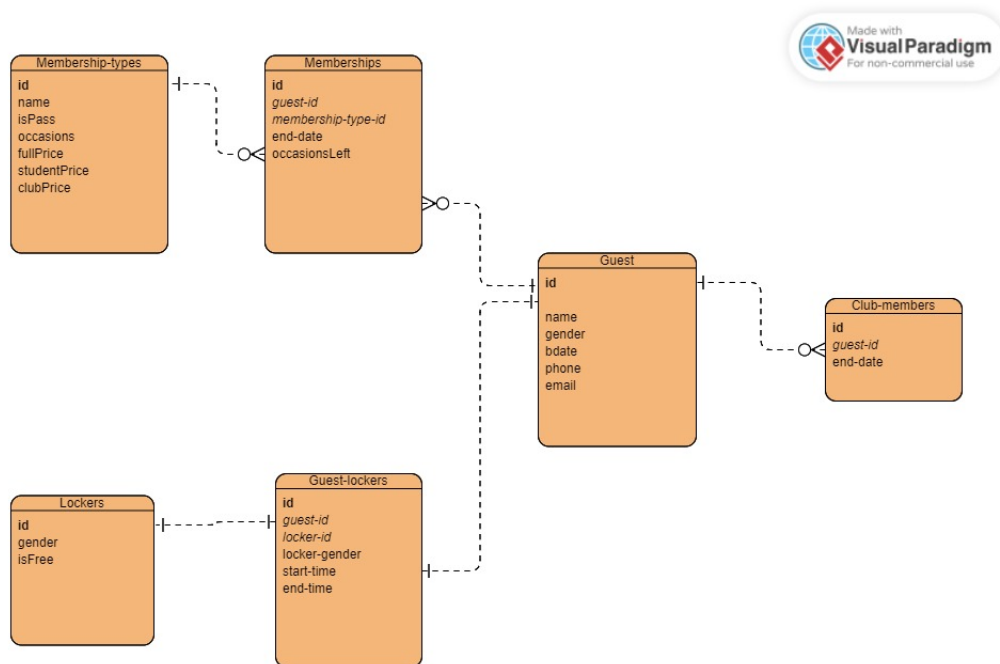 Made with
Visual Paradigm
For non-commercial use
Membership-types
id
name
isPass
occasions
fullPrice
studentPrice
clubPrice
Memberships
id
guest-id
membership-type-id
end-date
occasionsLeft
Guest
id
name
gender
bdate
phone
email
Club-members
id
guest-id
end-date
Lockers
id
gender
isFree
Guest-lockers
id
guest-id
locker-id
locker-gender
start-time
end-time